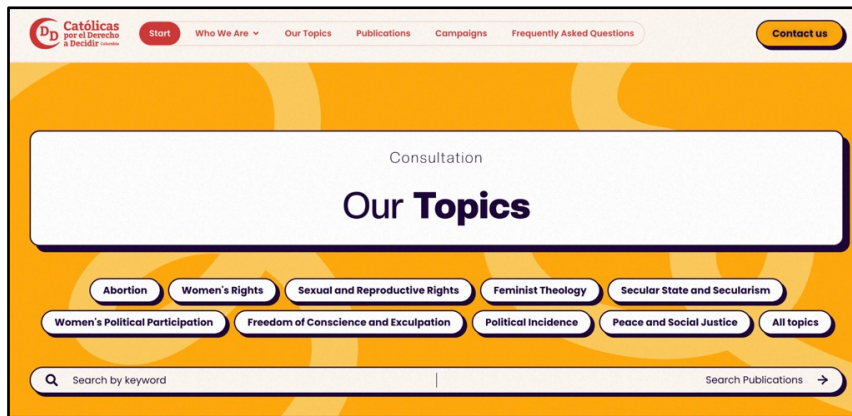 DD Católicas
por el Derecho
a Decidir Colombia
Start Who We Are Our Topics Publications Campaigns Frequently Asked Questions Contact us
Consultation
Our Topics
Abortion Women's Rights Sexual and Reproductive Rights Feminist Theology Secular State and Secularism
Women's Political Participation Freedom of Conscience and Exculpation Political Incidence Peace and Social Justice All topics
Search by keyword Search Publications